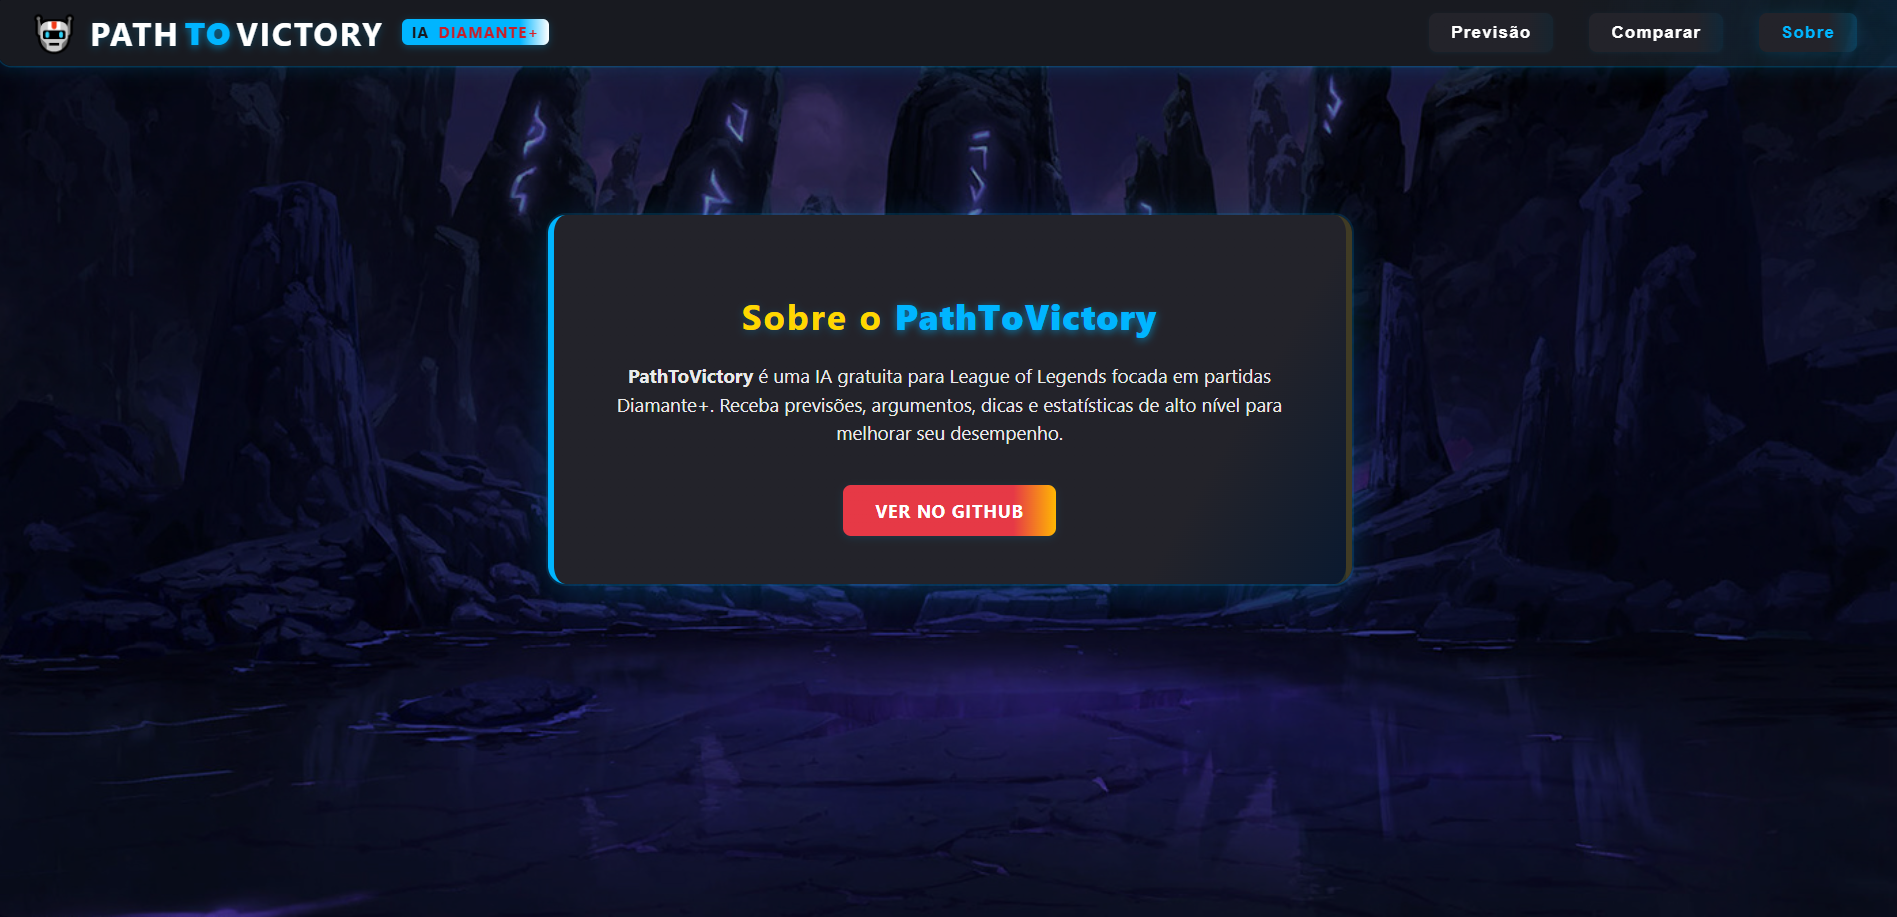 PATH TO VICTORY IA DIAMANTE+ Previsão Comparar Sobre
Sobre o PathToVictory
PathToVictory é uma IA gratuita para League of Legends focada em partidas
Diamante+. Receba previsões, argumentos, dicas e estatísticas de alto nível para
melhorar seu desempenho.
VER NO GITHUB